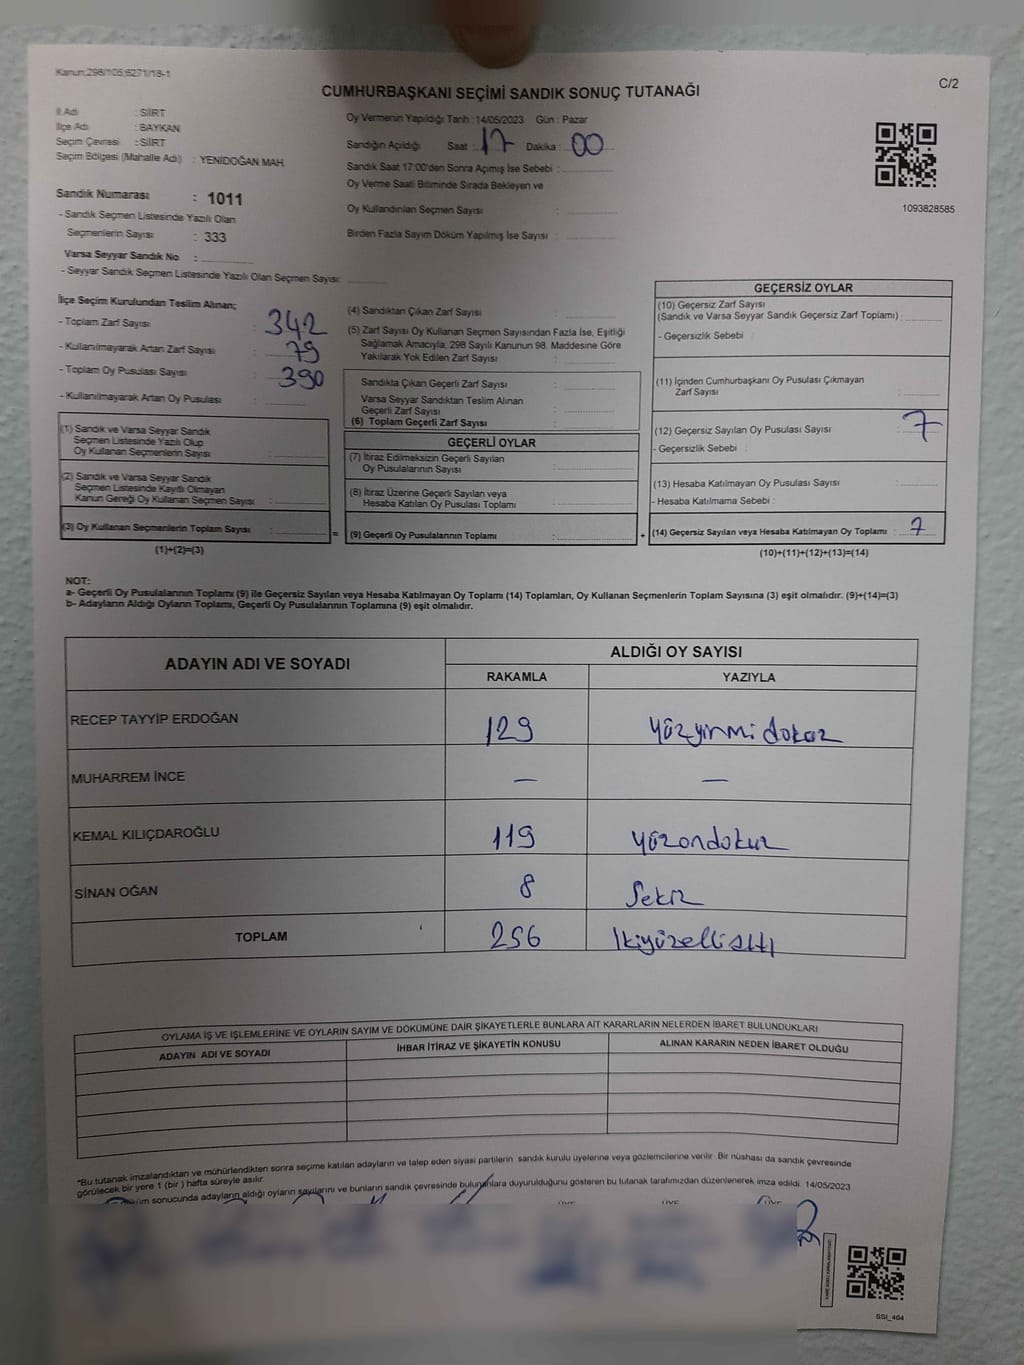 Kanun;298/105;6271/18-1
C/2
CUMHURBAŞKANI SEÇİMİ SANDIK SONUÇ TUTANAĞI
İl Adı : SİİRT
İlçe Adı : BAYKAN
Seçim Çevresi : SİİRT
Seçim Bölgesi (Mahalle Adı) : YENİDOĞAN MAH.
Sandık Numarası : 1011
- Sandık Seçmen Listesinde Yazılı Olan
Seçmenlerin Sayısı : 333
Varsa Seyyar Sandık No :
- Seyyar Sandık Seçmen Listesinde Yazılı Olan Seçmen Sayısı:
Oy Vermenin Yapıldığı Tarih : 14/05/2023 Gün : Pazar
Sandığın Açıldığı Saat : 17 Dakika : 00
Sandık Saat 17:00'den Sonra Açımış İse Sebebi :
Oy Verme Saati Bitiminde Sırada Bekleyen ve
Oy Kullandırılan Seçmen Sayısı :
Birden Fazla Sayım Döküm Yapılmış İse Sayısı :
1093828585
İlçe Seçim Kurulundan Teslim Alınan;
- Toplam Zarf Sayısı : 342
- Kullanılmayarak Artan Zarf Sayısı : 79
- Toplam Oy Pusulası Sayısı : 390
- Kullanılmayarak Artan Oy Pusulası :
(1) Sandık ve Varsa Seyyar Sandık
Seçmen Listesinde Yazılı Olup
Oy Kullanan Seçmenlerin Sayısı :
(2) Sandık ve Varsa Seyyar Sandık
Seçmen Listesinde Kayıtlı Olmayan
Kanun Gereği Oy Kullanan Seçmen Sayısı :
(3) Oy Kullanan Seçmenlerin Toplam Sayısı :
(1)+(2)=(3)
(4) Sandıktan Çıkan Zarf Sayısı :
(5) Zarf Sayısı Oy Kullanan Seçmen Sayısından Fazla İse, Eşitliği
Sağlamak Amacıyla, 298 Sayılı Kanunun 98. Maddesine Göre
Yakılarak Yok Edilen Zarf Sayısı :
Sandıkta Çıkan Geçerli Zarf Sayısı :
Varsa Seyyar Sandıktan Teslim Alınan
Geçerli Zarf Sayısı :
(6) Toplam Geçerli Zarf Sayısı :
GEÇERLİ OYLAR
(7) İtiraz Edilmeksizin Geçerli Sayılan
Oy Pusulalarının Sayısı :
(8) İtiraz Üzerine Geçerli Sayılan veya
Hesaba Katılan Oy Pusulası Toplamı :
= (9) Geçerli Oy Pusulalarının Toplamı :
GEÇERSİZ OYLAR
(10) Geçersiz Zarf Sayısı
(Sandık ve Varsa Seyyar Sandık Geçersiz Zarf Toplamı) :
- Geçersizlik Sebebi :
(11) İçinden Cumhurbaşkanı Oy Pusulası Çıkmayan
Zarf Sayısı :
(12) Geçersiz Sayılan Oy Pusulası Sayısı : 7
- Geçersizlik Sebebi :
(13) Hesaba Katılmayan Oy Pusulası Sayısı :
- Hesaba Katılmama Sebebi :
+ (14) Geçersiz Sayılan veya Hesaba Katılmayan Oy Toplamı : 7
(10)+(11)+(12)+(13)=(14)
NOT:
a- Geçerli Oy Pusulalarının Toplamı (9) ile Geçersiz Sayılan veya Hesaba Katılmayan Oy Toplamı (14) Toplamları, Oy Kullanan Seçmenlerin Toplam Sayısına (3) eşit olmalıdır. (9)+(14)=(3)
b- Adayların Aldığı Oyların Toplamı, Geçerli Oy Pusulalarının Toplamına (9) eşit olmalıdır.
ADAYIN ADI VE SOYADI ALDIĞI OY SAYISI
RAKAMLA YAZIYLA
RECEP TAYYİP ERDOĞAN 129 yüzyirmi dokuz
MUHARREM İNCE — —
KEMAL KILIÇDAROĞLU 119 yüzondokuz
SİNAN OĞAN 8 Sekiz
TOPLAM 256 İkiyüzellialtı
OYLAMA İŞ VE İŞLEMLERİNE VE OYLARIN SAYIM VE DÖKÜMÜNE DAİR ŞİKAYETLERLE BUNLARA AİT KARARLARIN NELERDEN İBARET BULUNDUKLARI
ADAYIN ADI VE SOYADI İHBAR İTİRAZ VE ŞİKAYETİN KONUSU ALINAN KARARIN NEDEN İBARET OLDUĞU
*Bu tutanak imzalandıktan ve mühürlendikten sonra seçime katılan adayların ve talep eden siyasi partilerin sandık kurulu üyelerine veya gözlemcilerine verilir. Bir nüshası da sandık çevresinde
görülecek bir yere 1 (bir ) hafta süreyle asılır.
sonucunda adayların aldığı oyların sayılarını ve bunların sandık çevresinde bulunanlara duyurulduğunu gösteren bu tutanak tarafımızdan düzenlenerek imza edildi. 14/05/2023
SSI_404